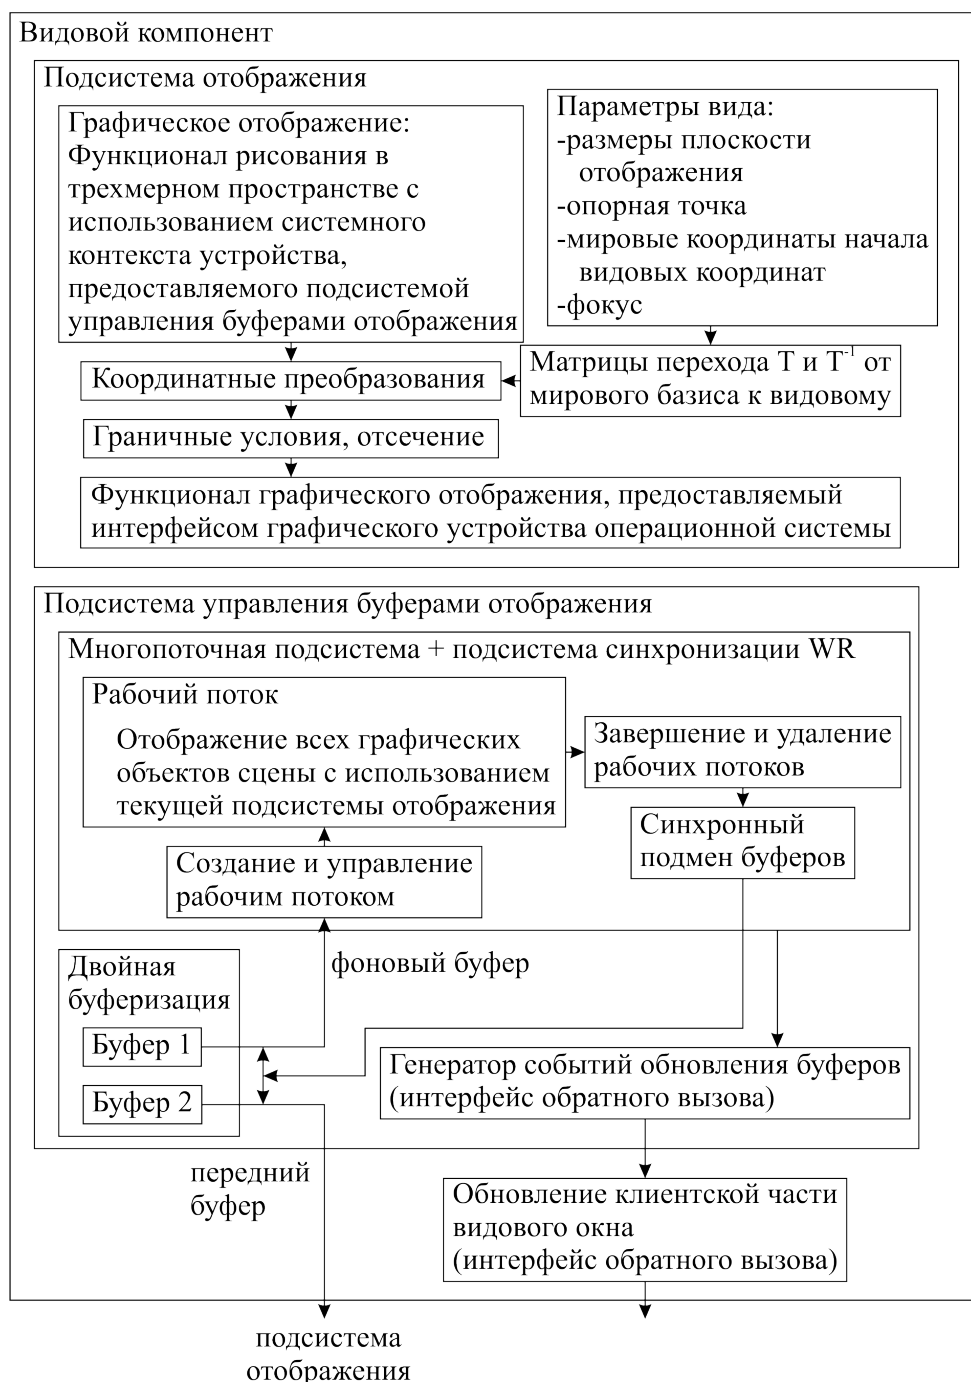 Видовой компонент
Подсистема отображения
Графическое отображение:
Функционал рисования в
трехмерном пространстве с
использованием системного
контекста устройства,
предоставляемого подсистемой
управления буферами отображения
Параметры вида:
-размеры плоскости
отображения
-опорная точка
-мировые координаты начала
видовых координат
-фокус
Координатные преобразования
Матрицы перехода T и T⁻¹ от
мирового базиса к видовому
Граничные условия, отсечение
Функционал графического отображения, предоставляемый
интерфейсом графического устройства операционной системы
Подсистема управления буферами отображения
Многопоточная подсистема + подсистема синхронизации WR
Рабочий поток
Отображение всех графических
объектов сцены с использованием
текущей подсистемы отображения
Завершение и удаление
рабочих потоков
Синхронный
подмен буферов
Создание и управление
рабочим потоком
фоновый буфер
Двойная
буферизация
Буфер 1
Буфер 2
Генератор событий обновления буферов
(интерфейс обратного вызова)
передний
буфер
Обновление клиентской части
видового окна
(интерфейс обратного вызова)
подсистема
отображения